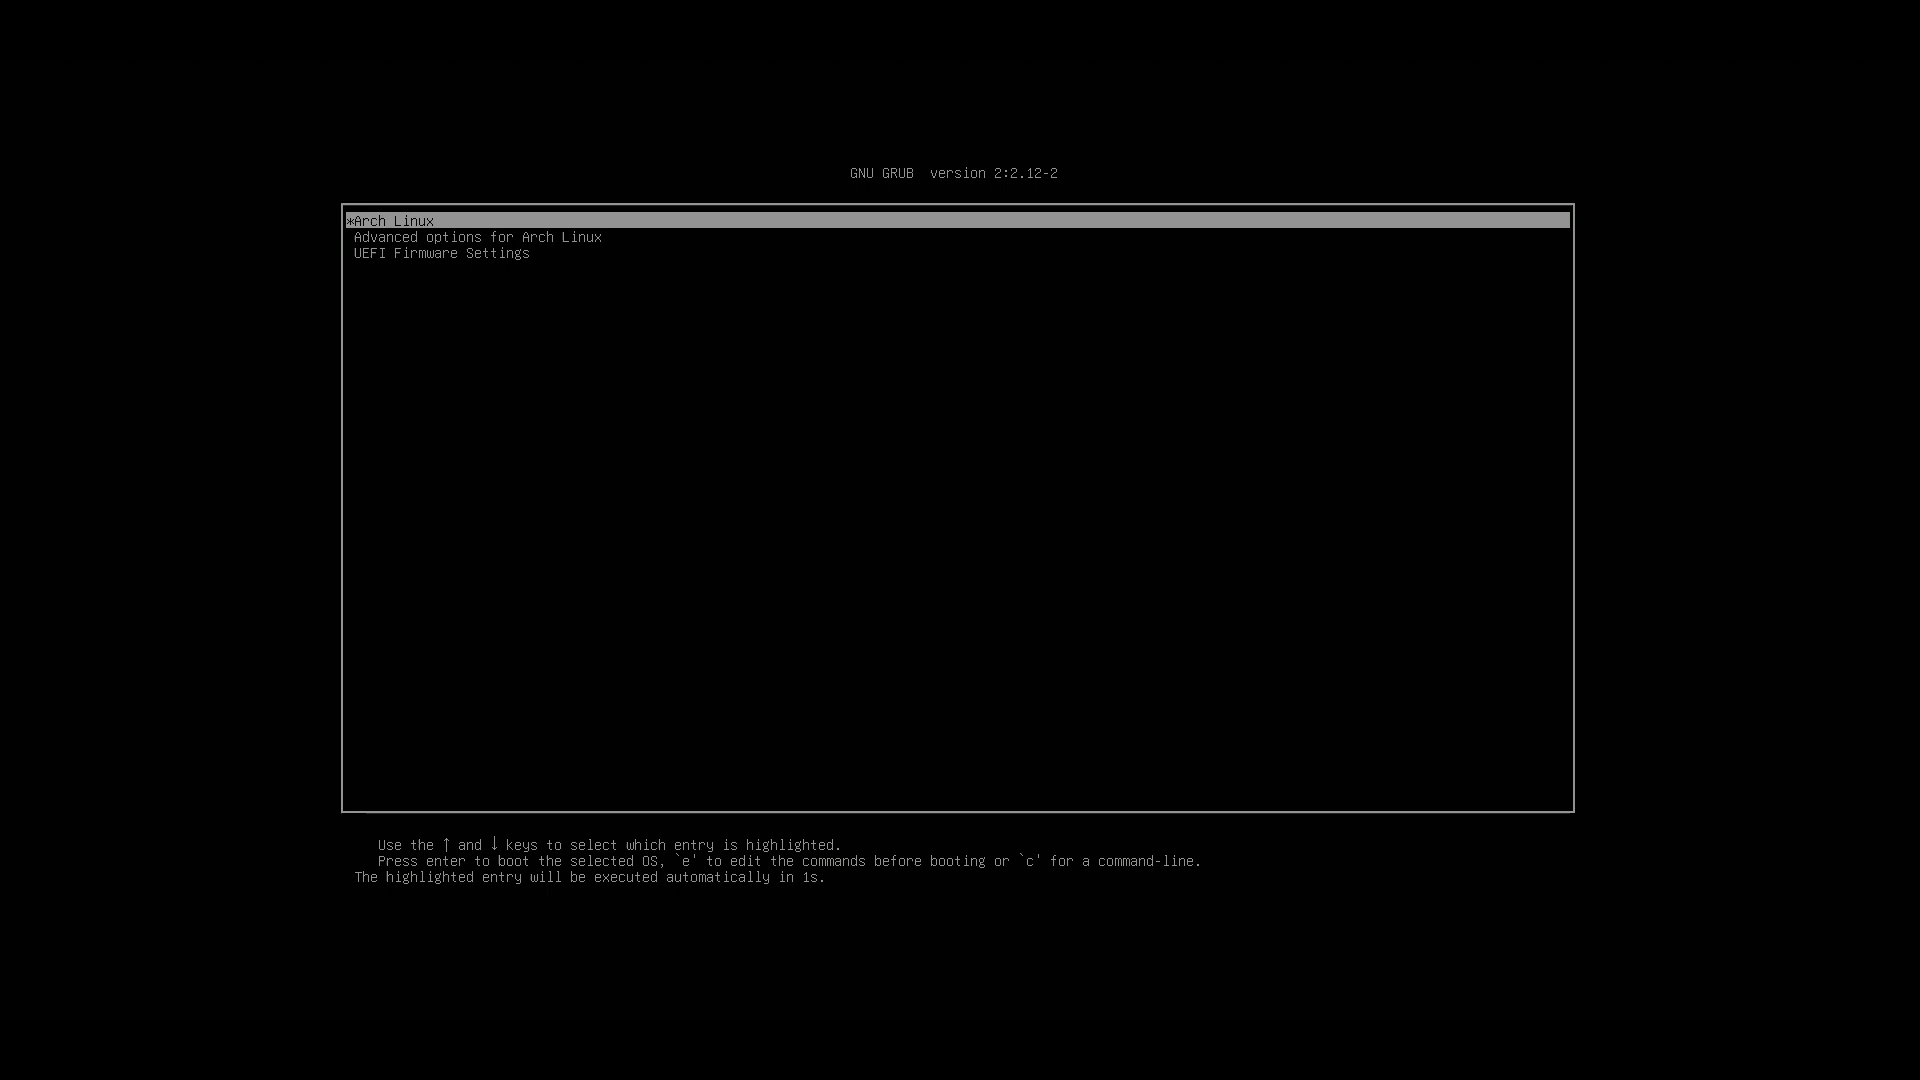 GNU GRUB  version 2:2.12-2
*Arch Linux
Advanced options for Arch Linux
UEFI Firmware Settings
Use the ↑ and ↓ keys to select which entry is highlighted.
Press enter to boot the selected OS, `e' to edit the commands before booting or `c' for a command-line.
The highlighted entry will be executed automatically in 1s.